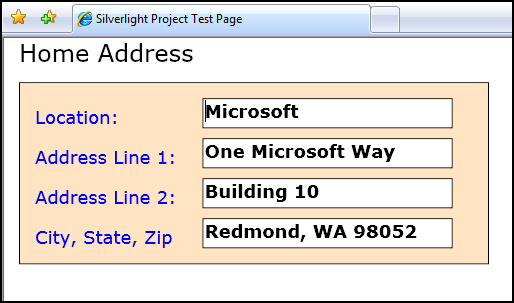 Silverlight Project Test Page
Home Address
Location: Microsoft
Address Line 1: One Microsoft Way
Address Line 2: Building 10
City, State, Zip Redmond, WA 98052